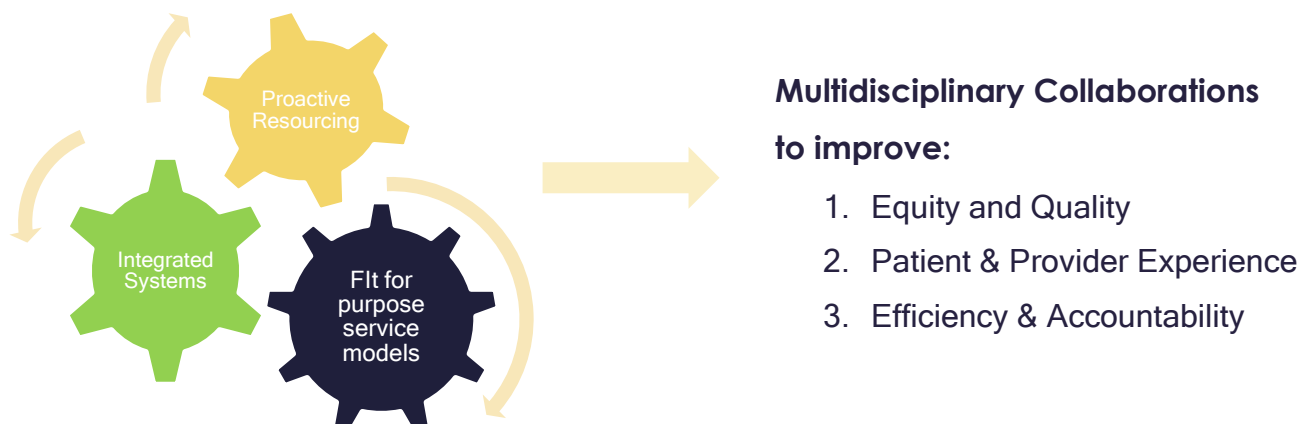 Proactive
Resourcing
Integrated
Systems
FIt for
purpose
service
models
Multidisciplinary Collaborations
to improve:
1. Equity and Quality
2. Patient & Provider Experience
3. Efficiency & Accountability